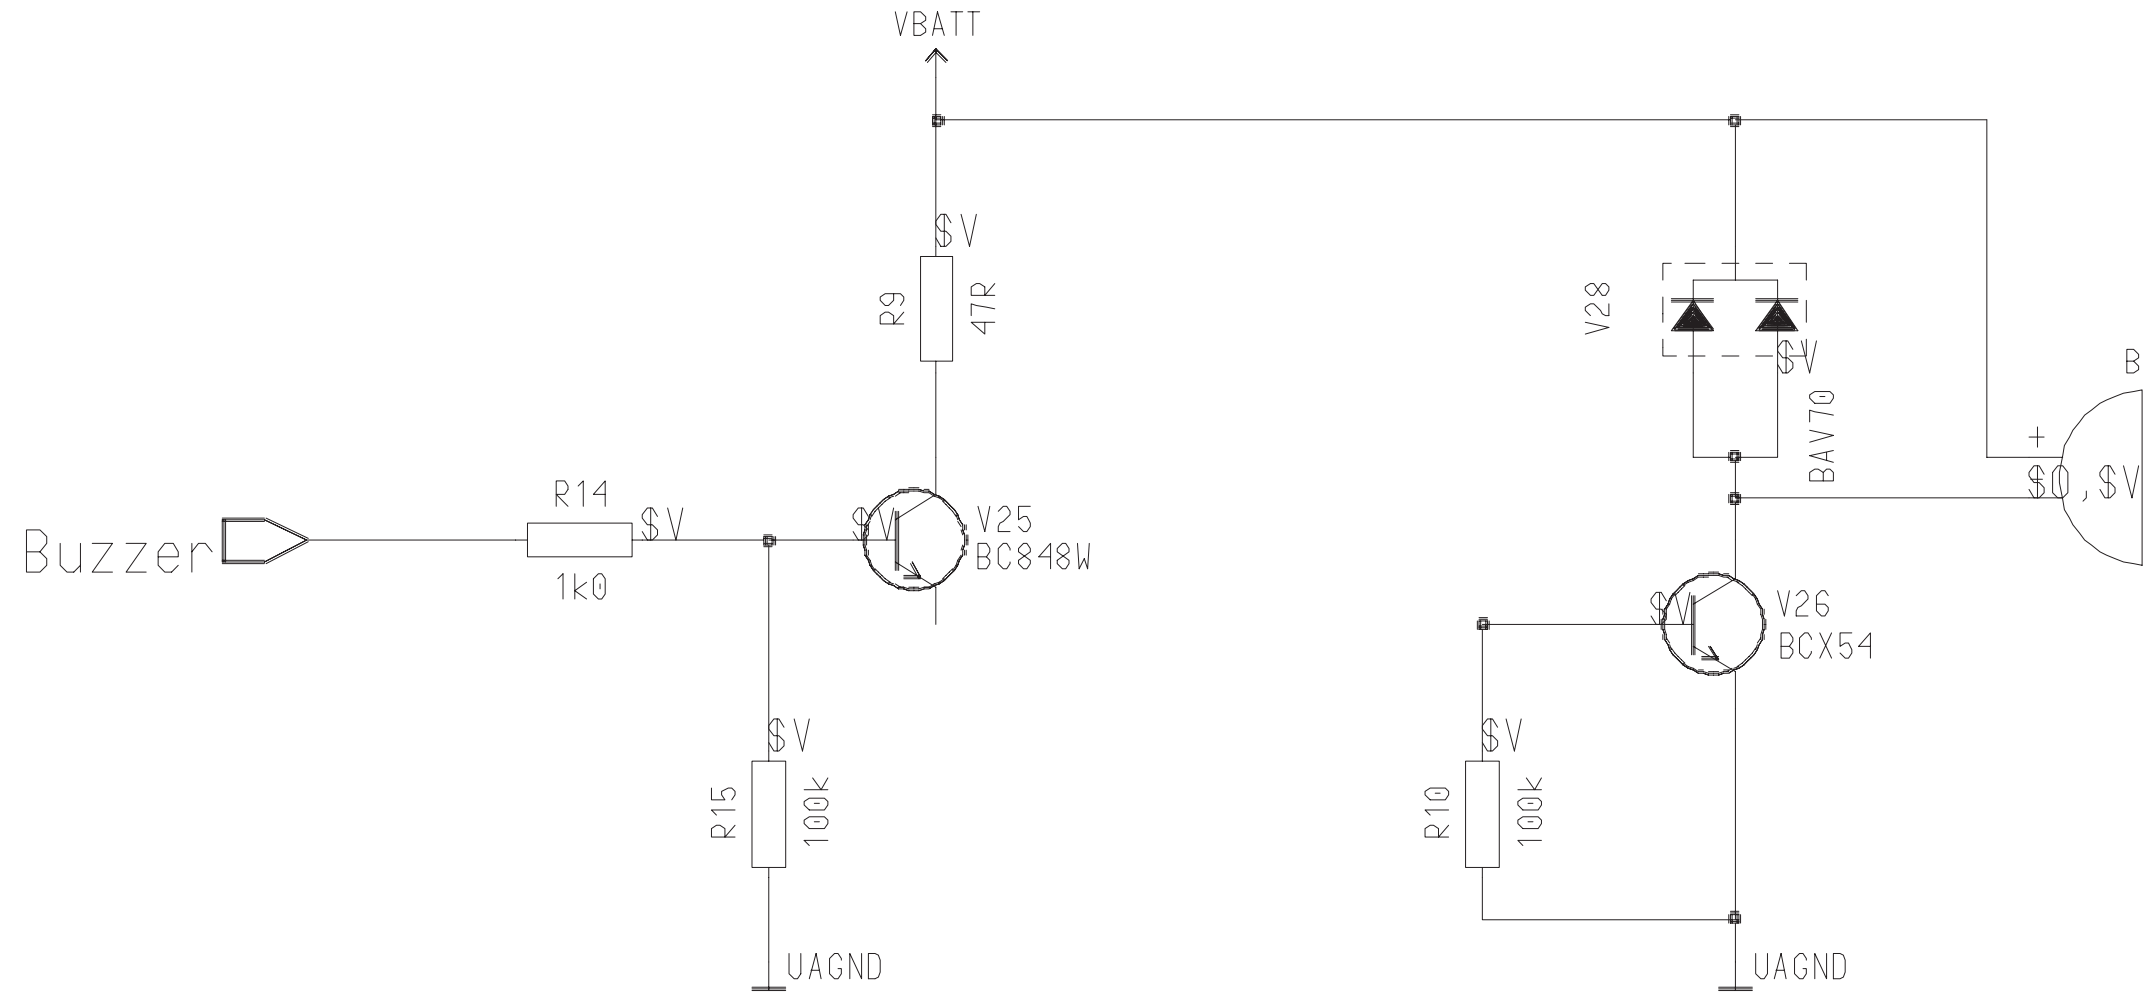 VBATT
$V
R9
47R
V28
$V
BAV70
B
+
$0,$V
R14
$V
1k0
Buzzer
$V
V25
BC848W
$V
V26
BCX54
$V
R15
100k
$V
R10
100k
UAGND
UAGND